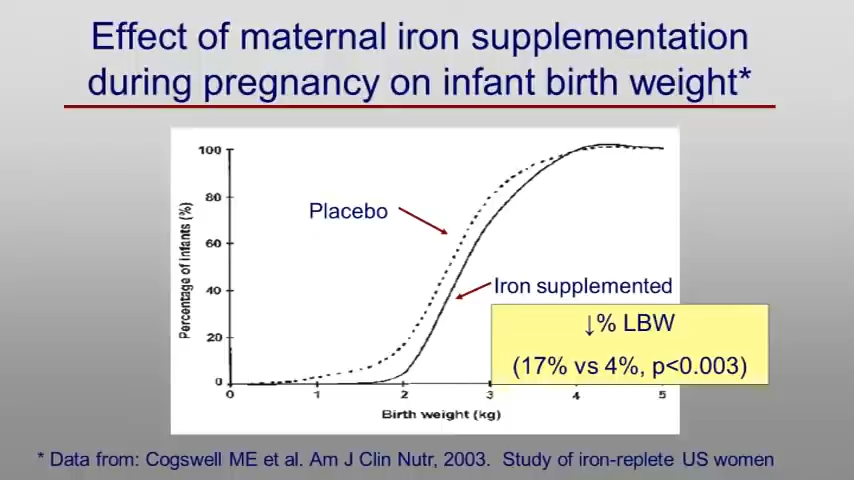 Effect of maternal iron supplementation
during pregnancy on infant birth weight*
Percentage of infants (%)
100
80
60
40
20
0
Placebo
Iron supplemented
↓% LBW
(17% vs 4%, p<0.003)
0 1 2 3 4 5
Birth weight (kg)
* Data from: Cogswell ME et al. Am J Clin Nutr, 2003. Study of iron-replete US women